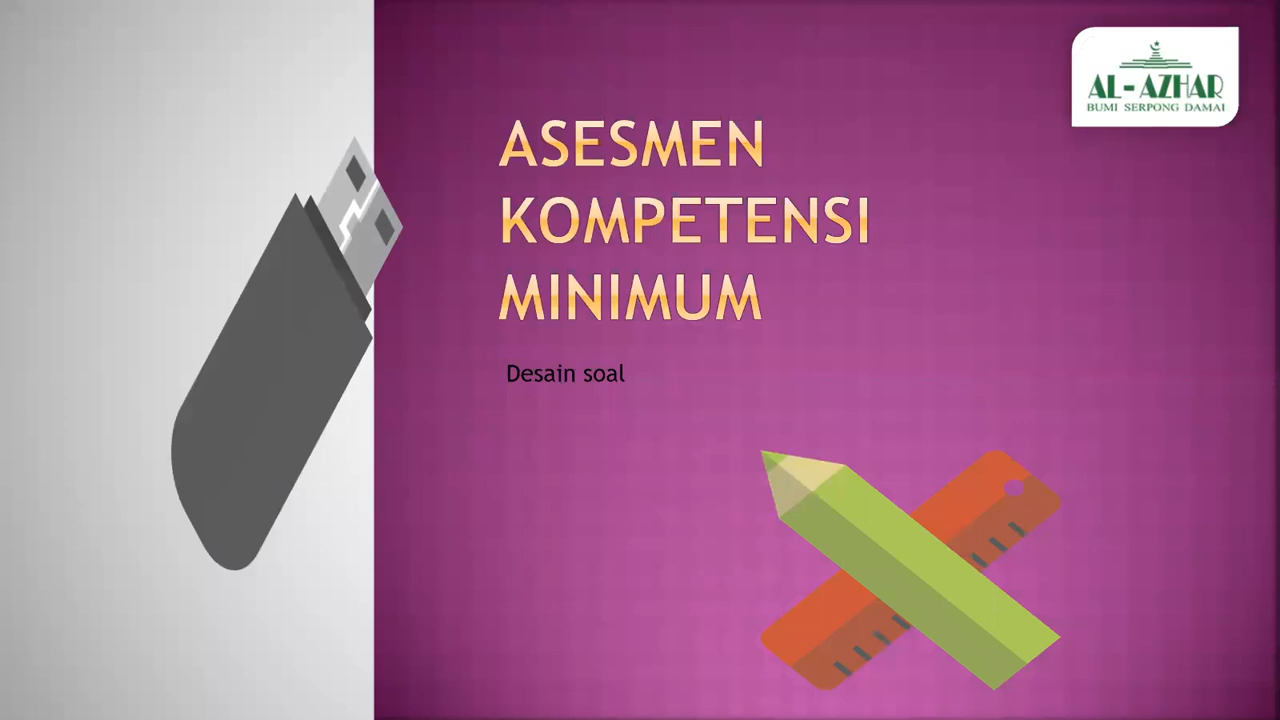 AL-AZHAR
BUMI SERPONG DAMAI
ASESMEN
KOMPETENSI
MINIMUM
Desain soal